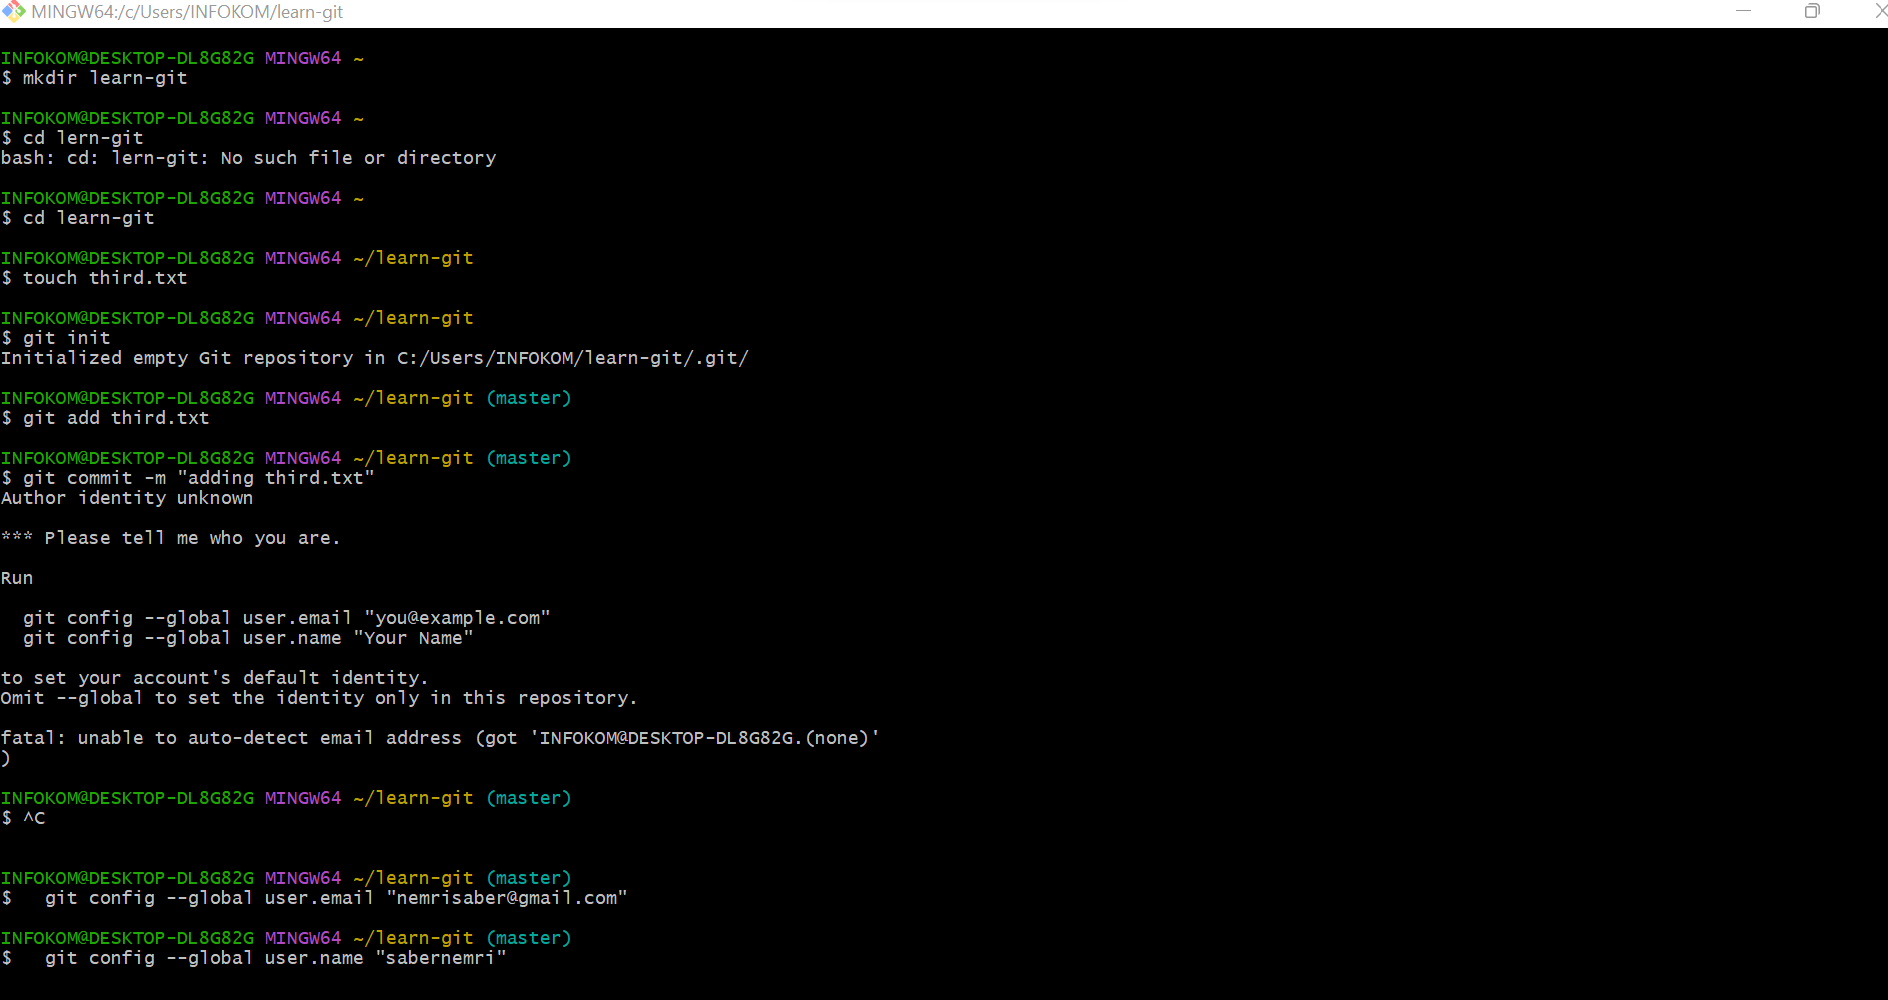 MINGW64:/c/Users/INFOKOM/learn-git
INFOKOM@DESKTOP-DL8G82G MINGW64 ~
$ mkdir learn-git
INFOKOM@DESKTOP-DL8G82G MINGW64 ~
$ cd lern-git
bash: cd: lern-git: No such file or directory
INFOKOM@DESKTOP-DL8G82G MINGW64 ~
$ cd learn-git
INFOKOM@DESKTOP-DL8G82G MINGW64 ~/learn-git
$ touch third.txt
INFOKOM@DESKTOP-DL8G82G MINGW64 ~/learn-git
$ git init
Initialized empty Git repository in C:/Users/INFOKOM/learn-git/.git/
INFOKOM@DESKTOP-DL8G82G MINGW64 ~/learn-git (master)
$ git add third.txt
INFOKOM@DESKTOP-DL8G82G MINGW64 ~/learn-git (master)
$ git commit -m "adding third.txt"
Author identity unknown
*** Please tell me who you are.
Run
  git config --global user.email "you@example.com"
  git config --global user.name "Your Name"
to set your account's default identity.
Omit --global to set the identity only in this repository.
fatal: unable to auto-detect email address (got 'INFOKOM@DESKTOP-DL8G82G.(none)'
)
INFOKOM@DESKTOP-DL8G82G MINGW64 ~/learn-git (master)
$ ^C
INFOKOM@DESKTOP-DL8G82G MINGW64 ~/learn-git (master)
$   git config --global user.email "nemrisaber@gmail.com"
INFOKOM@DESKTOP-DL8G82G MINGW64 ~/learn-git (master)
$   git config --global user.name "sabernemri"